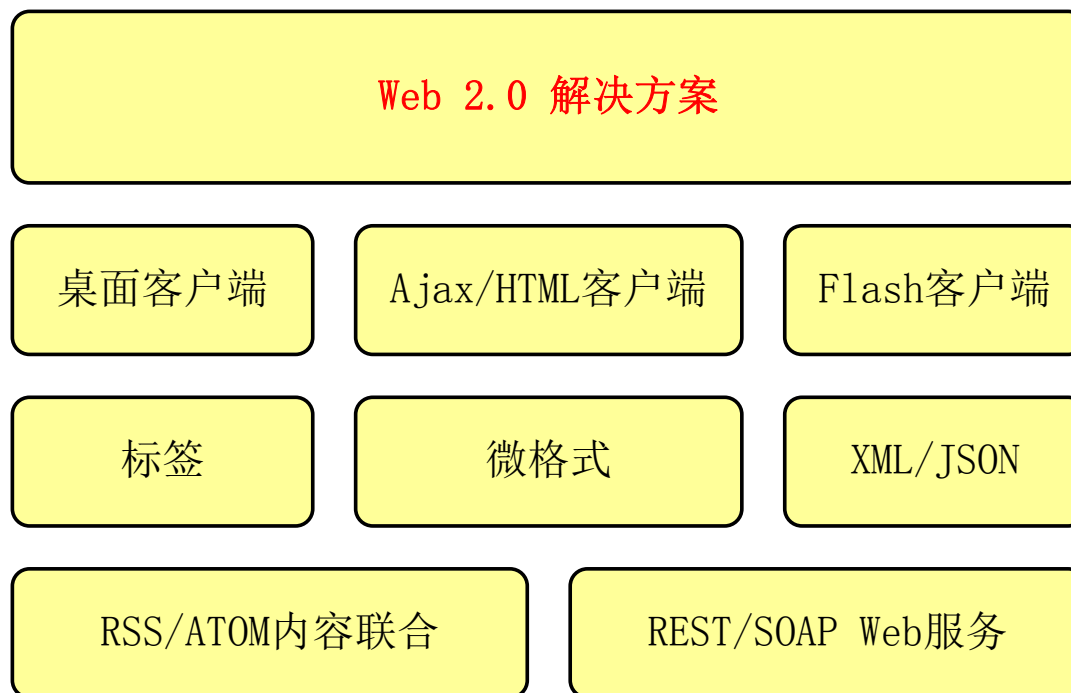 Web 2.0 解决方案
桌面客户端
Ajax/HTML客户端
Flash客户端
标签
微格式
XML/JSON
RSS/ATOM内容联合
REST/SOAP Web服务